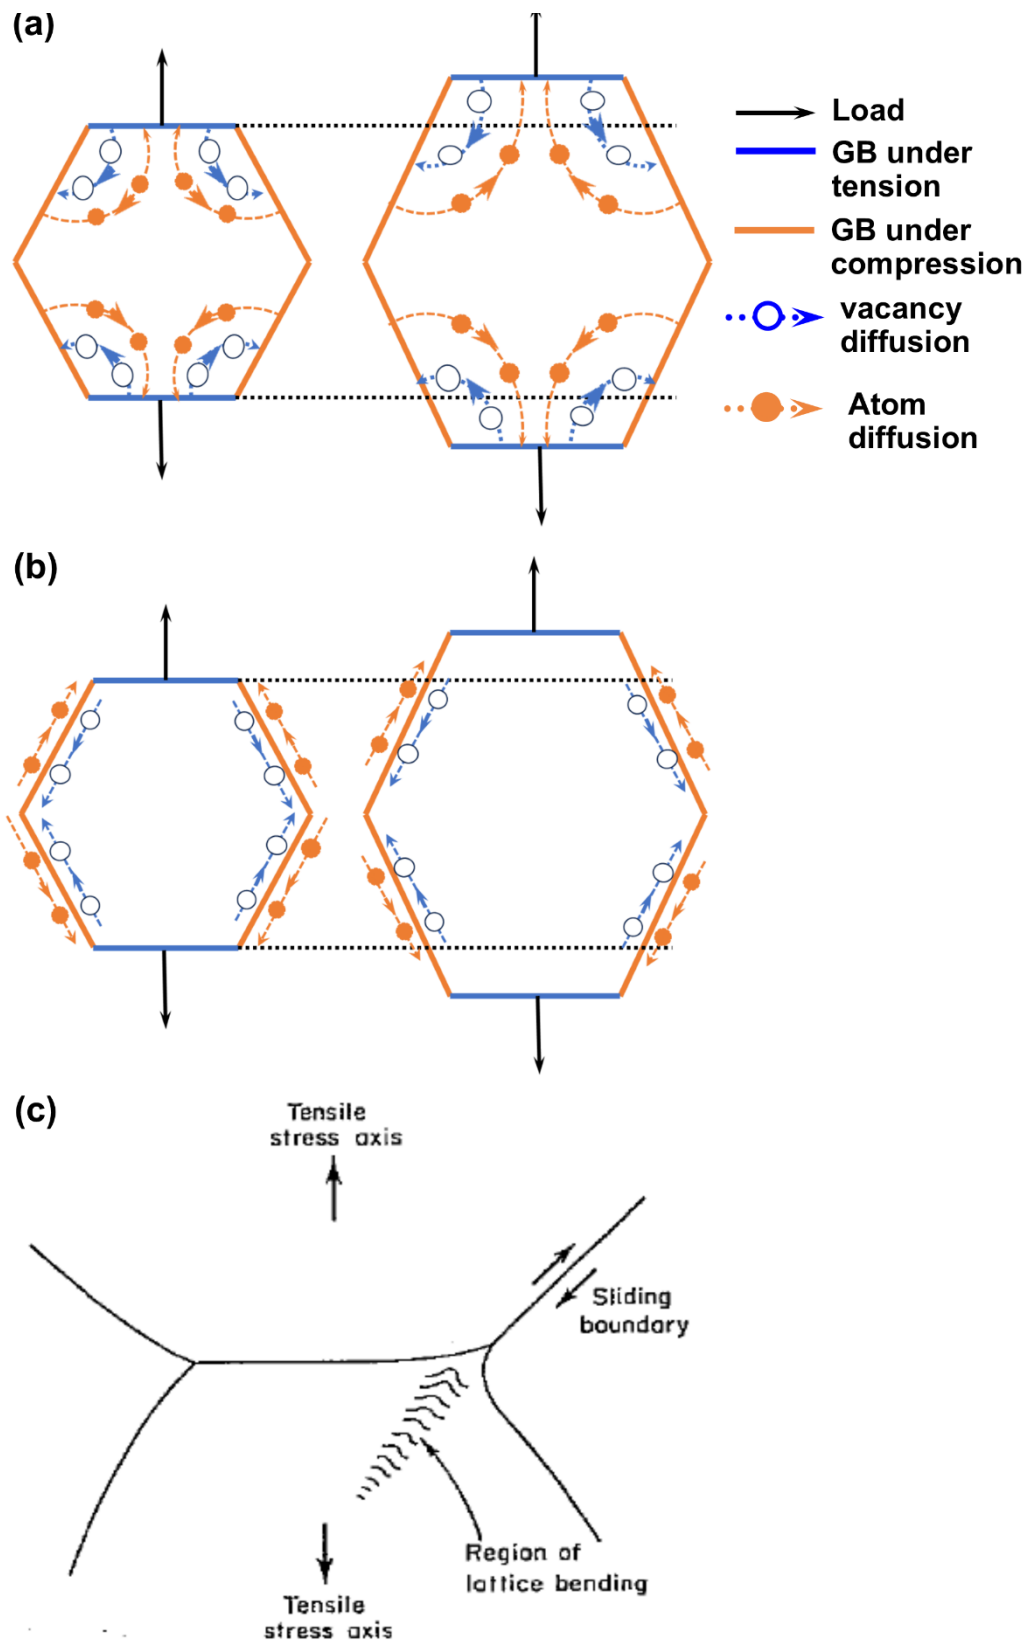 (a)
Load
GB under
tension
GB under
compression
vacancy
diffusion
Atom
diffusion
(b)
(c)
Tensile
stress axis
Sliding
boundary
Region of
lattice bending
Tensile
stress axis